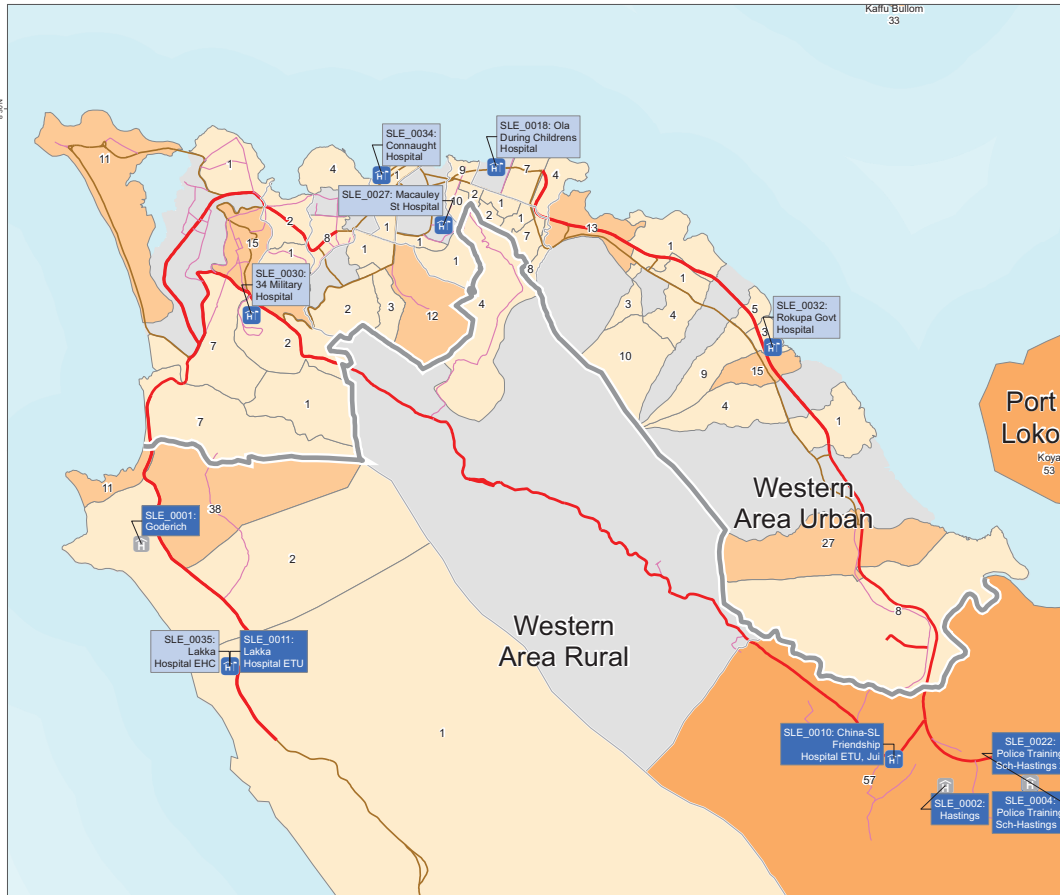 Kaffu Bullom
33
SLE_0034:
Connaught
Hospital
SLE_0018: Ola
During Childrens
Hospital
SLE_0027: Macauley
St Hospital
SLE_0030:
34 Military
Hospital
SLE_0032:
Rokupa Govt
Hospital
11
1
4
1
9
7
4
10
2
2
1
1
7
2
8
15
1
1
1
1
1
13
8
1
1
4
2
3
12
3
4
5
3
10
9
15
4
1
7
2
1
7
Port
Loko
Koya
53
11
38
SLE_0001:
Goderich
2
Western
Area Urban
27
8
SLE_0035:
Lakka
Hospital EHC
SLE_0011:
Lakka
Hospital ETU
Western
Area Rural
1
SLE_0010: China-SL
Friendship
Hospital ETU, Jui
57
SLE_0022:
Police Training
Sch-Hastings
SLE_0002:
Hastings
SLE_0004:
Police Training
Sch-Hastings